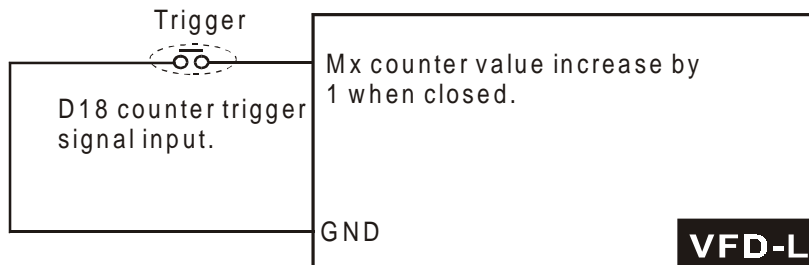 Trigger
Mx counter value increase by
1 when closed.
D18 counter trigger
signal input.
GND
VFD-L